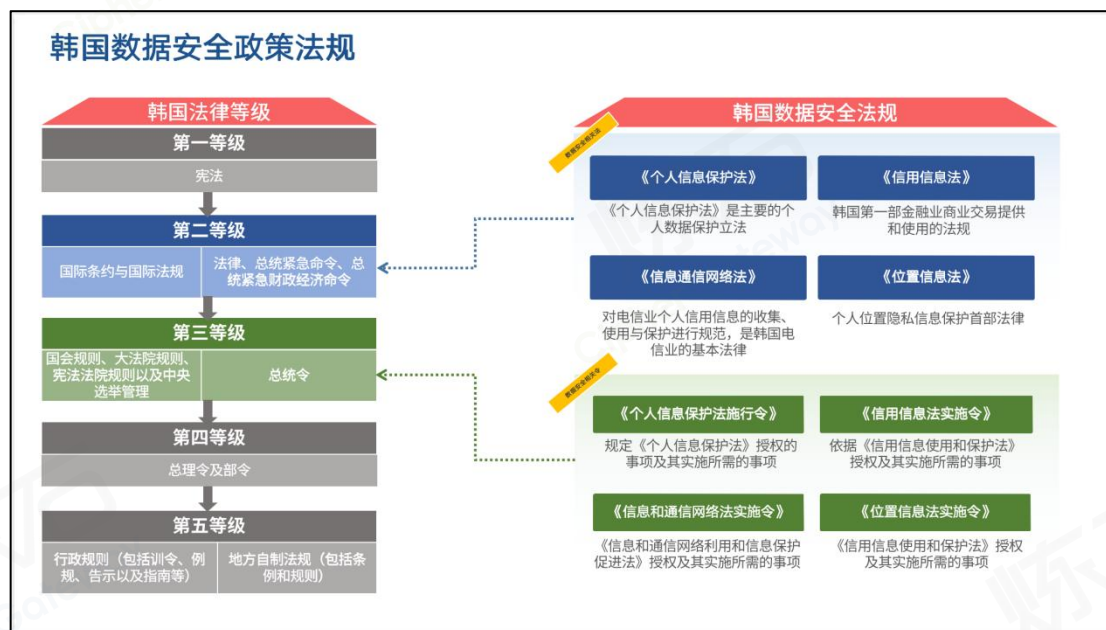 韩国数据安全政策法规
韩国法律等级
第一等级
宪法
第二等级
国际条约与国际法规
法律、总统紧急命令、总
统紧急财政经济命令
第三等级
国会规则、大法院规则、
宪法法院规则以及中央
选举管理
总统令
第四等级
总理令及部令
第五等级
行政规则（包括训令、例
规、告示以及指南等）
地方自制法规（包括条
例和规则）
韩国数据安全法规
数据安全相关法
《个人信息保护法》
《个人信息保护法》是主要的个
人数据保护立法
《信用信息法》
韩国第一部金融业商业交易提供
和使用的法规
《信息通信网络法》
对电信业个人信用信息的收集、
使用与保护进行规范，是韩国电
信业的基本法律
《位置信息法》
个人位置隐私信息保护首部法律
数据安全相关令
《个人信息保护法施行令》
规定《个人信息保护法》授权的
事项及其实施所需的事项
《信用信息法实施令》
依据《信用信息使用和保护法》
授权及其实施所需的事项
《信息和通信网络法实施令》
《信息和通信网络利用和信息保护
促进法》授权及其实施所需的事项
《位置信息法实施令》
《信用信息使用和保护法》授权
及其实施所需的事项